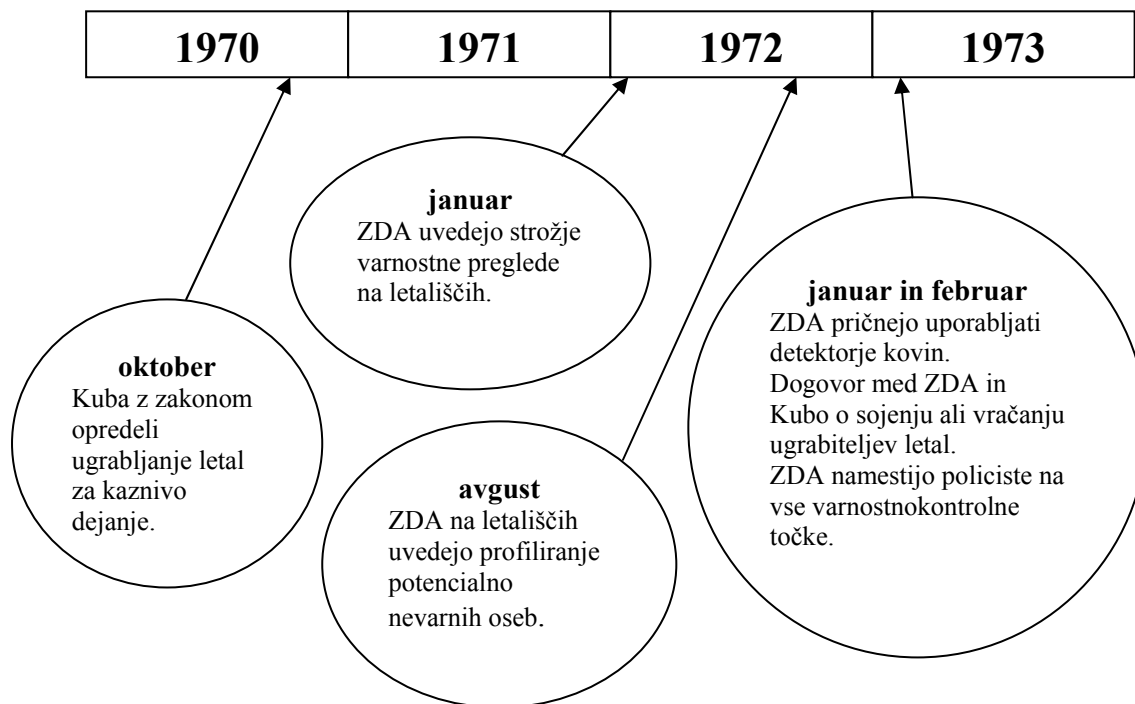 1970 1971 1972 1973
oktober
Kuba z zakonom
opredeli
ugrabljanje letal
za kaznivo
dejanje.
januar
ZDA uvedejo strožje
varnostne preglede
na letališčih.
avgust
ZDA na letališčih
uvedejo profiliranje
potencialno
nevarnih oseb.
januar in februar
ZDA pričnejo uporabljati
detektorje kovin.
Dogovor med ZDA in
Kubo o sojenju ali vračanju
ugrabiteljev letal.
ZDA namestijo policiste na
vse varnostnokontrolne
točke.